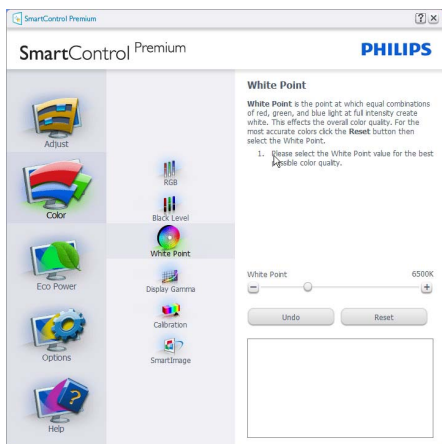 SmartControl Premium
SmartControl Premium
PHILIPS
Adjust
Color
Eco Power
Options
Help
RGB
Black Level
White Point
Display Gamma
Calibration
SmartImage
White Point
White Point is the point at which equal combinations
of red, green, and blue light at full intensity create
white. This effects the overall color quality. For the
most accurate colors click the Reset button then
select the White Point.
1. Please select the White Point value for the best
possible color quality.
White Point 6500K
Undo Reset